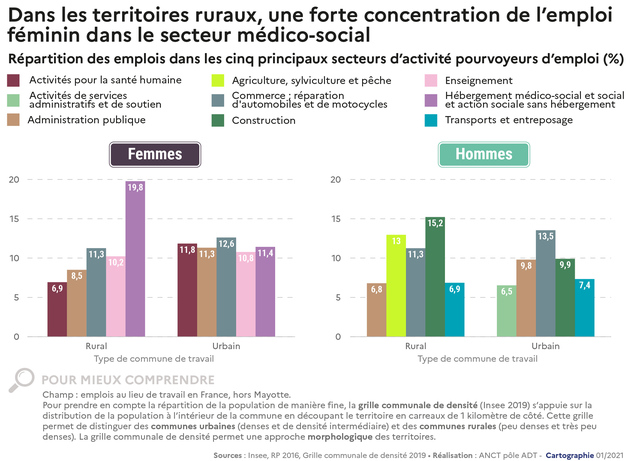 Dans les territoires ruraux, une forte concentration de l'emploi
féminin dans le secteur médico-social
Répartition des emplois dans les cinq principaux secteurs d'activité pourvoyeurs d'emploi (%)
Activités pour la santé humaine
Activités de services
administratifs et de soutien
Administration publique
Agriculture, sylviculture et pêche
Commerce ; réparation
d'automobiles et de motocycles
Construction
Enseignement
Hébergement médico-social et social
et action sociale sans hébergement
Transports et entreposage
Femmes
20
15
10
5
0
6,9
8,5
11,3
10,2
19,8
11,8
11,3
12,6
10,8
11,4
Rural
Urbain
Type de commune de travail
Hommes
20
15
10
5
0
6,8
13
11,3
15,2
6,9
6,5
9,8
13,5
9,9
7,4
Rural
Urbain
Type de commune de travail
POUR MIEUX COMPRENDRE
Champ : emplois au lieu de travail en France, hors Mayotte.
Pour prendre en compte la répartition de la population de manière fine, la grille communale de densité (Insee 2019) s'appuie sur la
distribution de la population à l'intérieur de la commune en découpant le territoire en carreaux de 1 kilomètre de côté. Cette grille
permet de distinguer des communes urbaines (denses et de densité intermédiaire) et des communes rurales (peu denses et très peu
denses). La grille communale de densité permet une approche morphologique des territoires.
Sources : Insee, RP 2016, Grille communale de densité 2019 • Réalisation : ANCT pôle ADT - Cartographie 01/2021